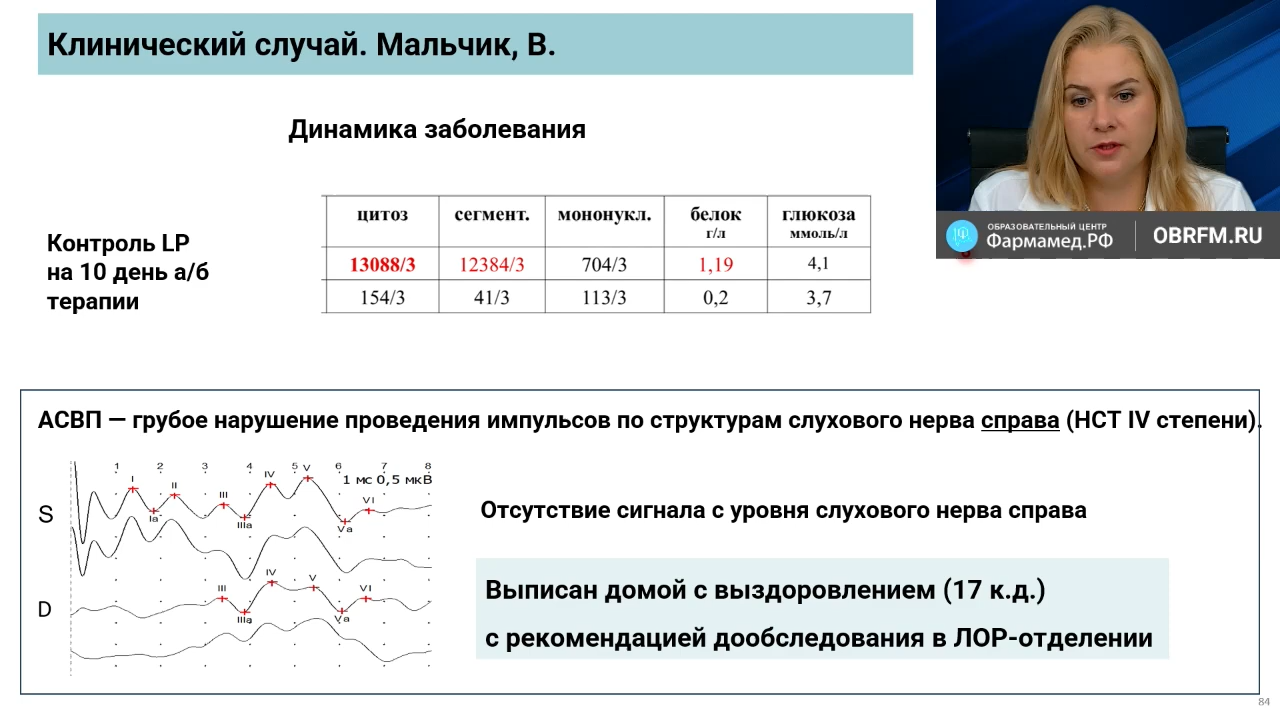 Клинический случай. Мальчик, В.
ОБРАЗОВАТЕЛЬНЫЙ ЦЕНТР
Фармамед.РФ
OBRFM.RU
Динамика заболевания
Контроль LP
на 10 день а/б
терапии
цитоз сегмент. мононукл. белок г/л глюкоза ммоль/л
13088/3 12384/3 704/3 1,19 4,1
154/3 41/3 113/3 0,2 3,7
АСВП — грубое нарушение проведения импульсов по структурам слухового нерва справа (НСТ IV степени).
1 2 3 4 5 6 7 8
1 мс 0,5 мкВ
I II III IV V VI
Ia IIIa Va
S
III IV V VI
IIIa Va
D
Отсутствие сигнала с уровня слухового нерва справа
Выписан домой с выздоровлением (17 к.д.)
с рекомендацией дообследования в ЛОР-отделении
84